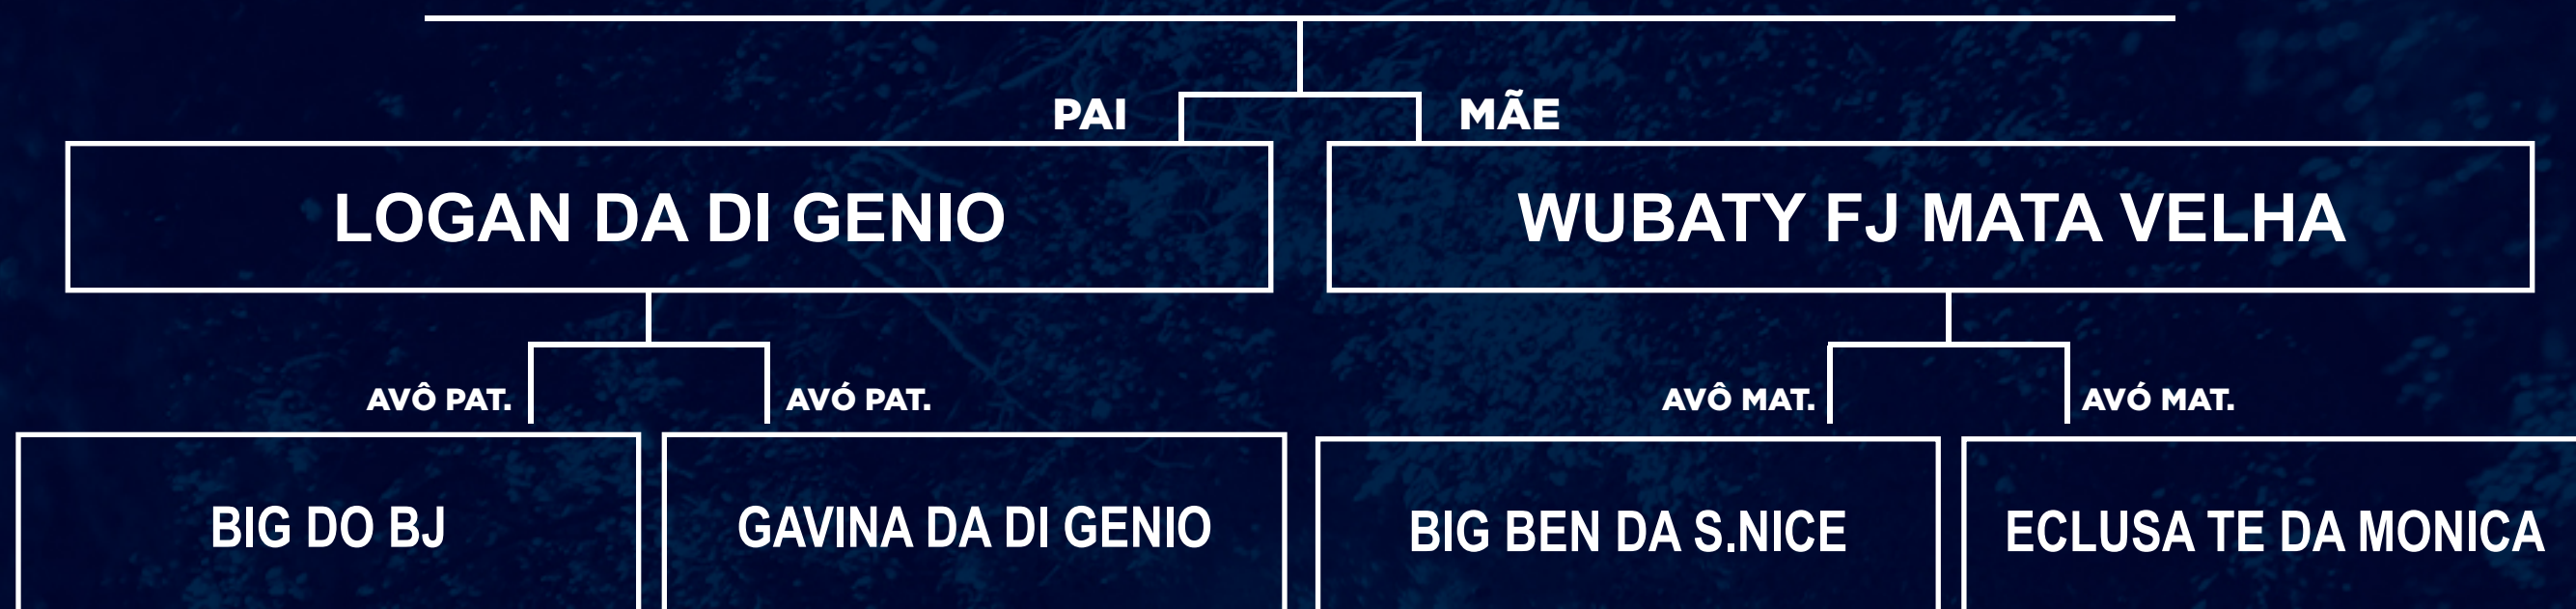 PAI MÃE
LOGAN DA DI GENIO WUBATY FJ MATA VELHA
AVÔ PAT. AVÓ PAT. AVÔ MAT. AVÓ MAT.
BIG DO BJ GAVINA DA DI GENIO BIG BEN DA S.NICE ECLUSA TE DA MONICA